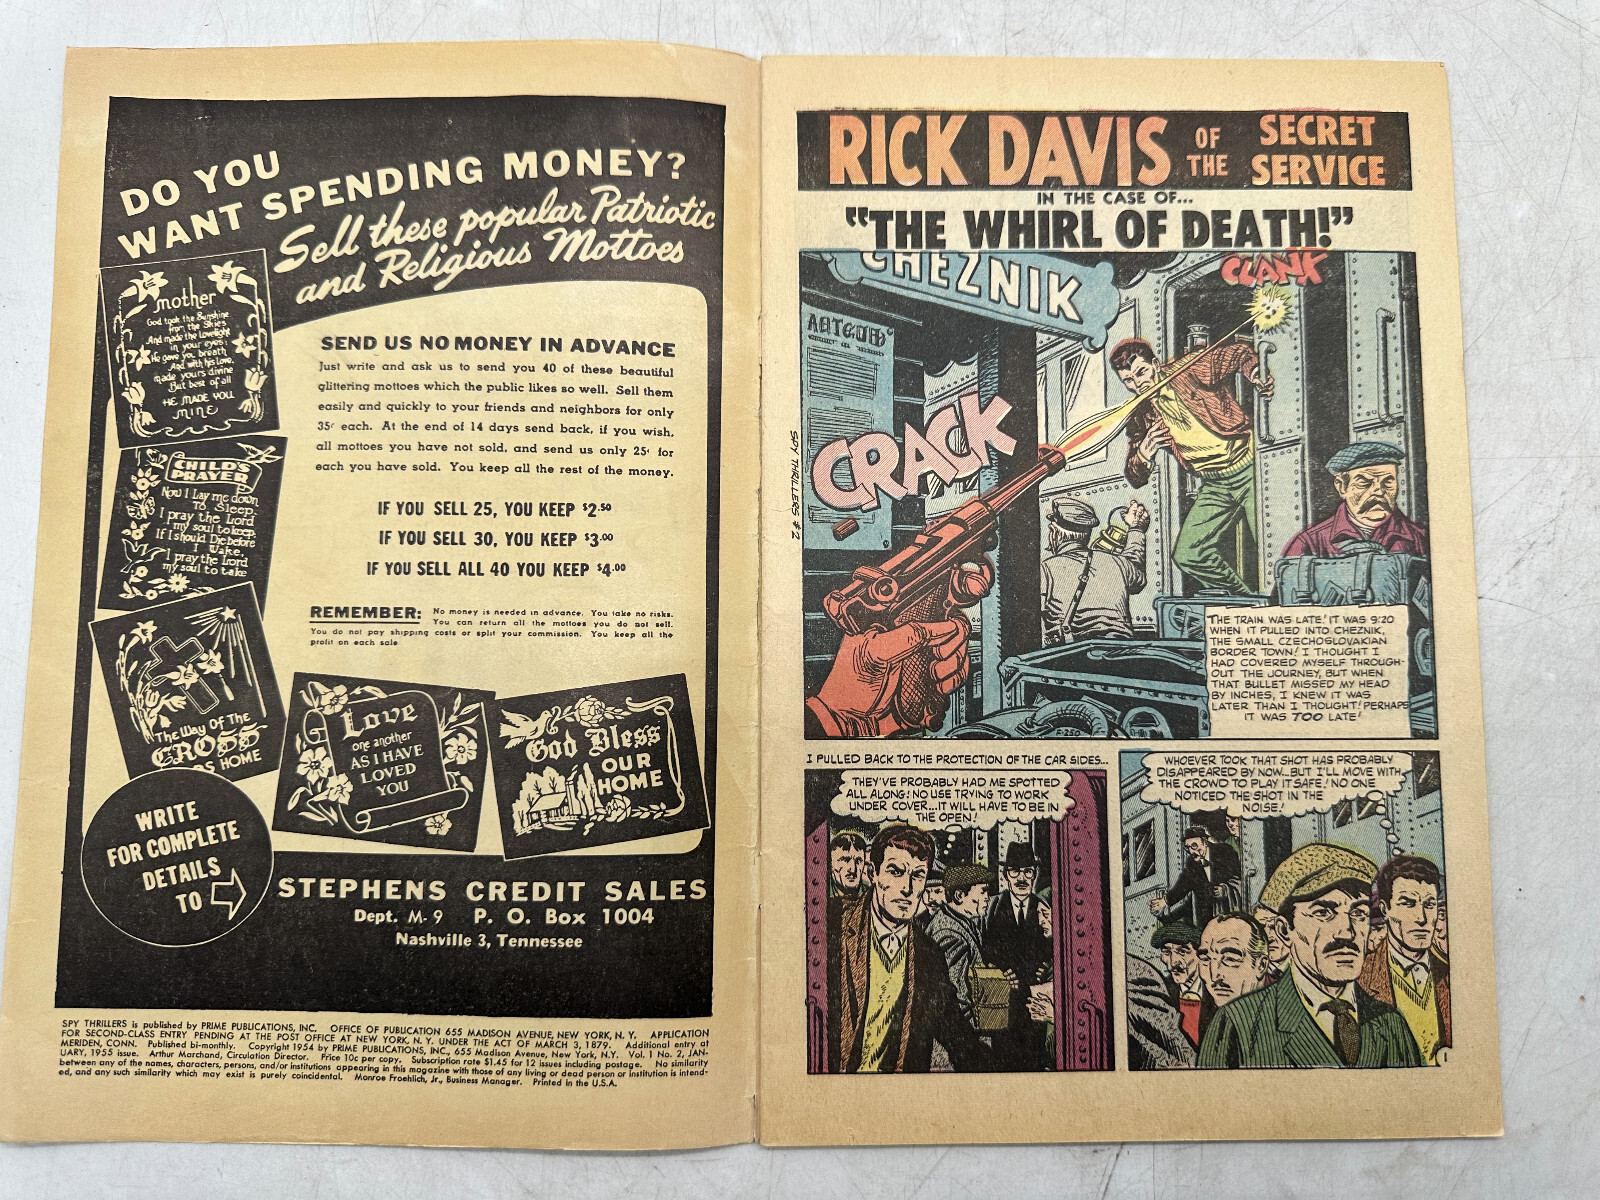 DO YOU
WANT SPENDING MONEY?
Sell these popular Patriotic
and Religious Mottoes
mother
God took the Sunshine
from the Skies
And made the lovelight
in your eyes;
He gave you breath
And with his love,
made yours divine
But best of all
HE MADE YOU
MINE
CHILD'S
PRAYER
Now I Lay me down
To Sleep,
I pray the Lord
my soul to keep,
If I should Die before
I Wake,
I pray the Lord
my soul to take
The Way Of The
CROSS
HOME
SEND US NO MONEY IN ADVANCE
Just write and ask us to send you 40 of these beautiful
glittering mottoes which the public likes so well. Sell them
easily and quickly to your friends and neighbors for only
35¢ each. At the end of 14 days send back, if you wish,
all mottoes you have not sold, and send us only 25¢ for
each you have sold. You keep all the rest of the money.
IF YOU SELL 25, YOU KEEP $2.50
IF YOU SELL 30, YOU KEEP $3.00
IF YOU SELL ALL 40 YOU KEEP $4.00
REMEMBER: No money is needed in advance. You take no risks.
You can return all the mottoes you do not sell.
You do not pay shipping costs or split your commission. You keep all the
profit on each sale
Love
one another
AS I HAVE
LOVED
YOU
God Bless
OUR
HOME
WRITE
FOR COMPLETE
DETAILS
TO
STEPHENS CREDIT SALES
Dept. M-9 P. O. Box 1004
Nashville 3, Tennessee
SPY THRILLERS is published by PRIME PUBLICATIONS, INC. OFFICE OF PUBLICATION 655 MADISON AVENUE, NEW YORK, N. Y. APPLICATION
FOR SECOND-CLASS ENTRY PENDING AT THE POST OFFICE AT NEW YORK, N. Y. UNDER THE ACT OF MARCH 3, 1879. Additional entry at
MERIDEN, CONN. Published bi-monthly. Copyright 1954 by PRIME PUBLICATIONS, INC., 655 Madison Avenue, New York, N.Y. Vol. 1 No. 2, JAN-
UARY, 1955 issue. Arthur Marchand, Circulation Director. Price 10c per copy. Subscription rate $1.45 for 12 issues including postage. No similarity
between any of the names, characters, persons, and/or institutions appearing in this magazine with those of any living or dead person or institution is intend-
ed, and any such similarity which may exist is purely coincidental. Monroe Froehlich, Jr., Business Manager. Printed in the U.S.A.
RICK DAVIS OF THE SECRET SERVICE
IN THE CASE OF...
"THE WHIRL OF DEATH!"
CHEZNIK
CLANK
CRACK
SPY THRILLERS #2
THE TRAIN WAS LATE! IT WAS 9:20
WHEN IT PULLED INTO CHEZNIK,
THE SMALL CZECHOSLOVAKIAN
BORDER TOWN! I THOUGHT I
HAD COVERED MYSELF THROUGH-
OUT THE JOURNEY, BUT WHEN
THAT BULLET MISSED MY HEAD
BY INCHES, I KNEW IT WAS
LATER THAN I THOUGHT! PERHAPS
IT WAS TOO LATE!
F-250
I PULLED BACK TO THE PROTECTION OF THE CAR SIDES...
THEY'VE PROBABLY HAD ME SPOTTED
ALL ALONG! NO USE TRYING TO WORK
UNDER COVER...IT WILL HAVE TO BE IN
THE OPEN!
WHOEVER TOOK THAT SHOT HAS PROBABLY
DISAPPEARED BY NOW...BUT I'LL MOVE WITH
THE CROWD TO PLAY IT SAFE! NO ONE
NOTICED THE SHOT IN THE
NOISE!
1